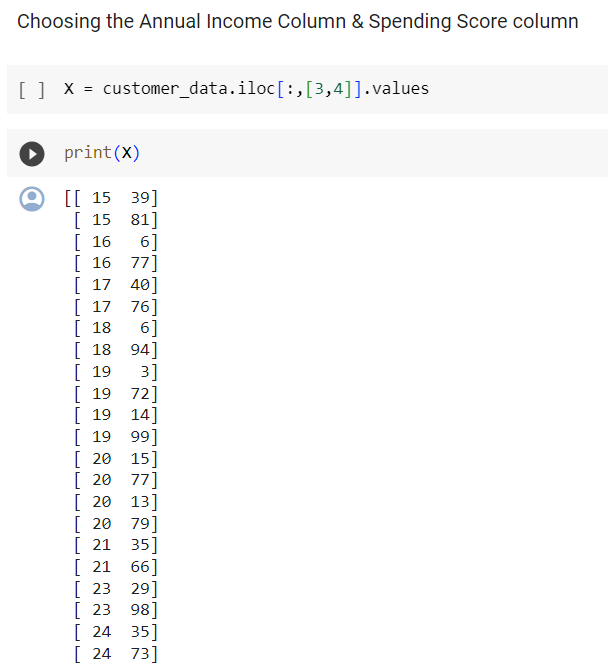 Choosing the Annual Income Column & Spending Score column
[ ] X = customer_data.iloc[:,[3,4]].values
print(X)
[[ 15  39]
[ 15  81]
[ 16   6]
[ 16  77]
[ 17  40]
[ 17  76]
[ 18   6]
[ 18  94]
[ 19   3]
[ 19  72]
[ 19  14]
[ 19  99]
[ 20  15]
[ 20  77]
[ 20  13]
[ 20  79]
[ 21  35]
[ 21  66]
[ 23  29]
[ 23  98]
[ 24  35]
[ 24  73]